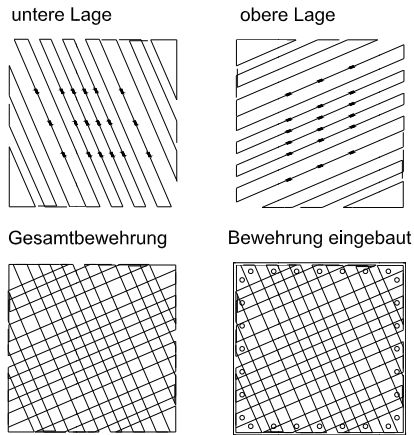 untere Lage
obere Lage
Gesamtbewehrung
Bewehrung eingebaut